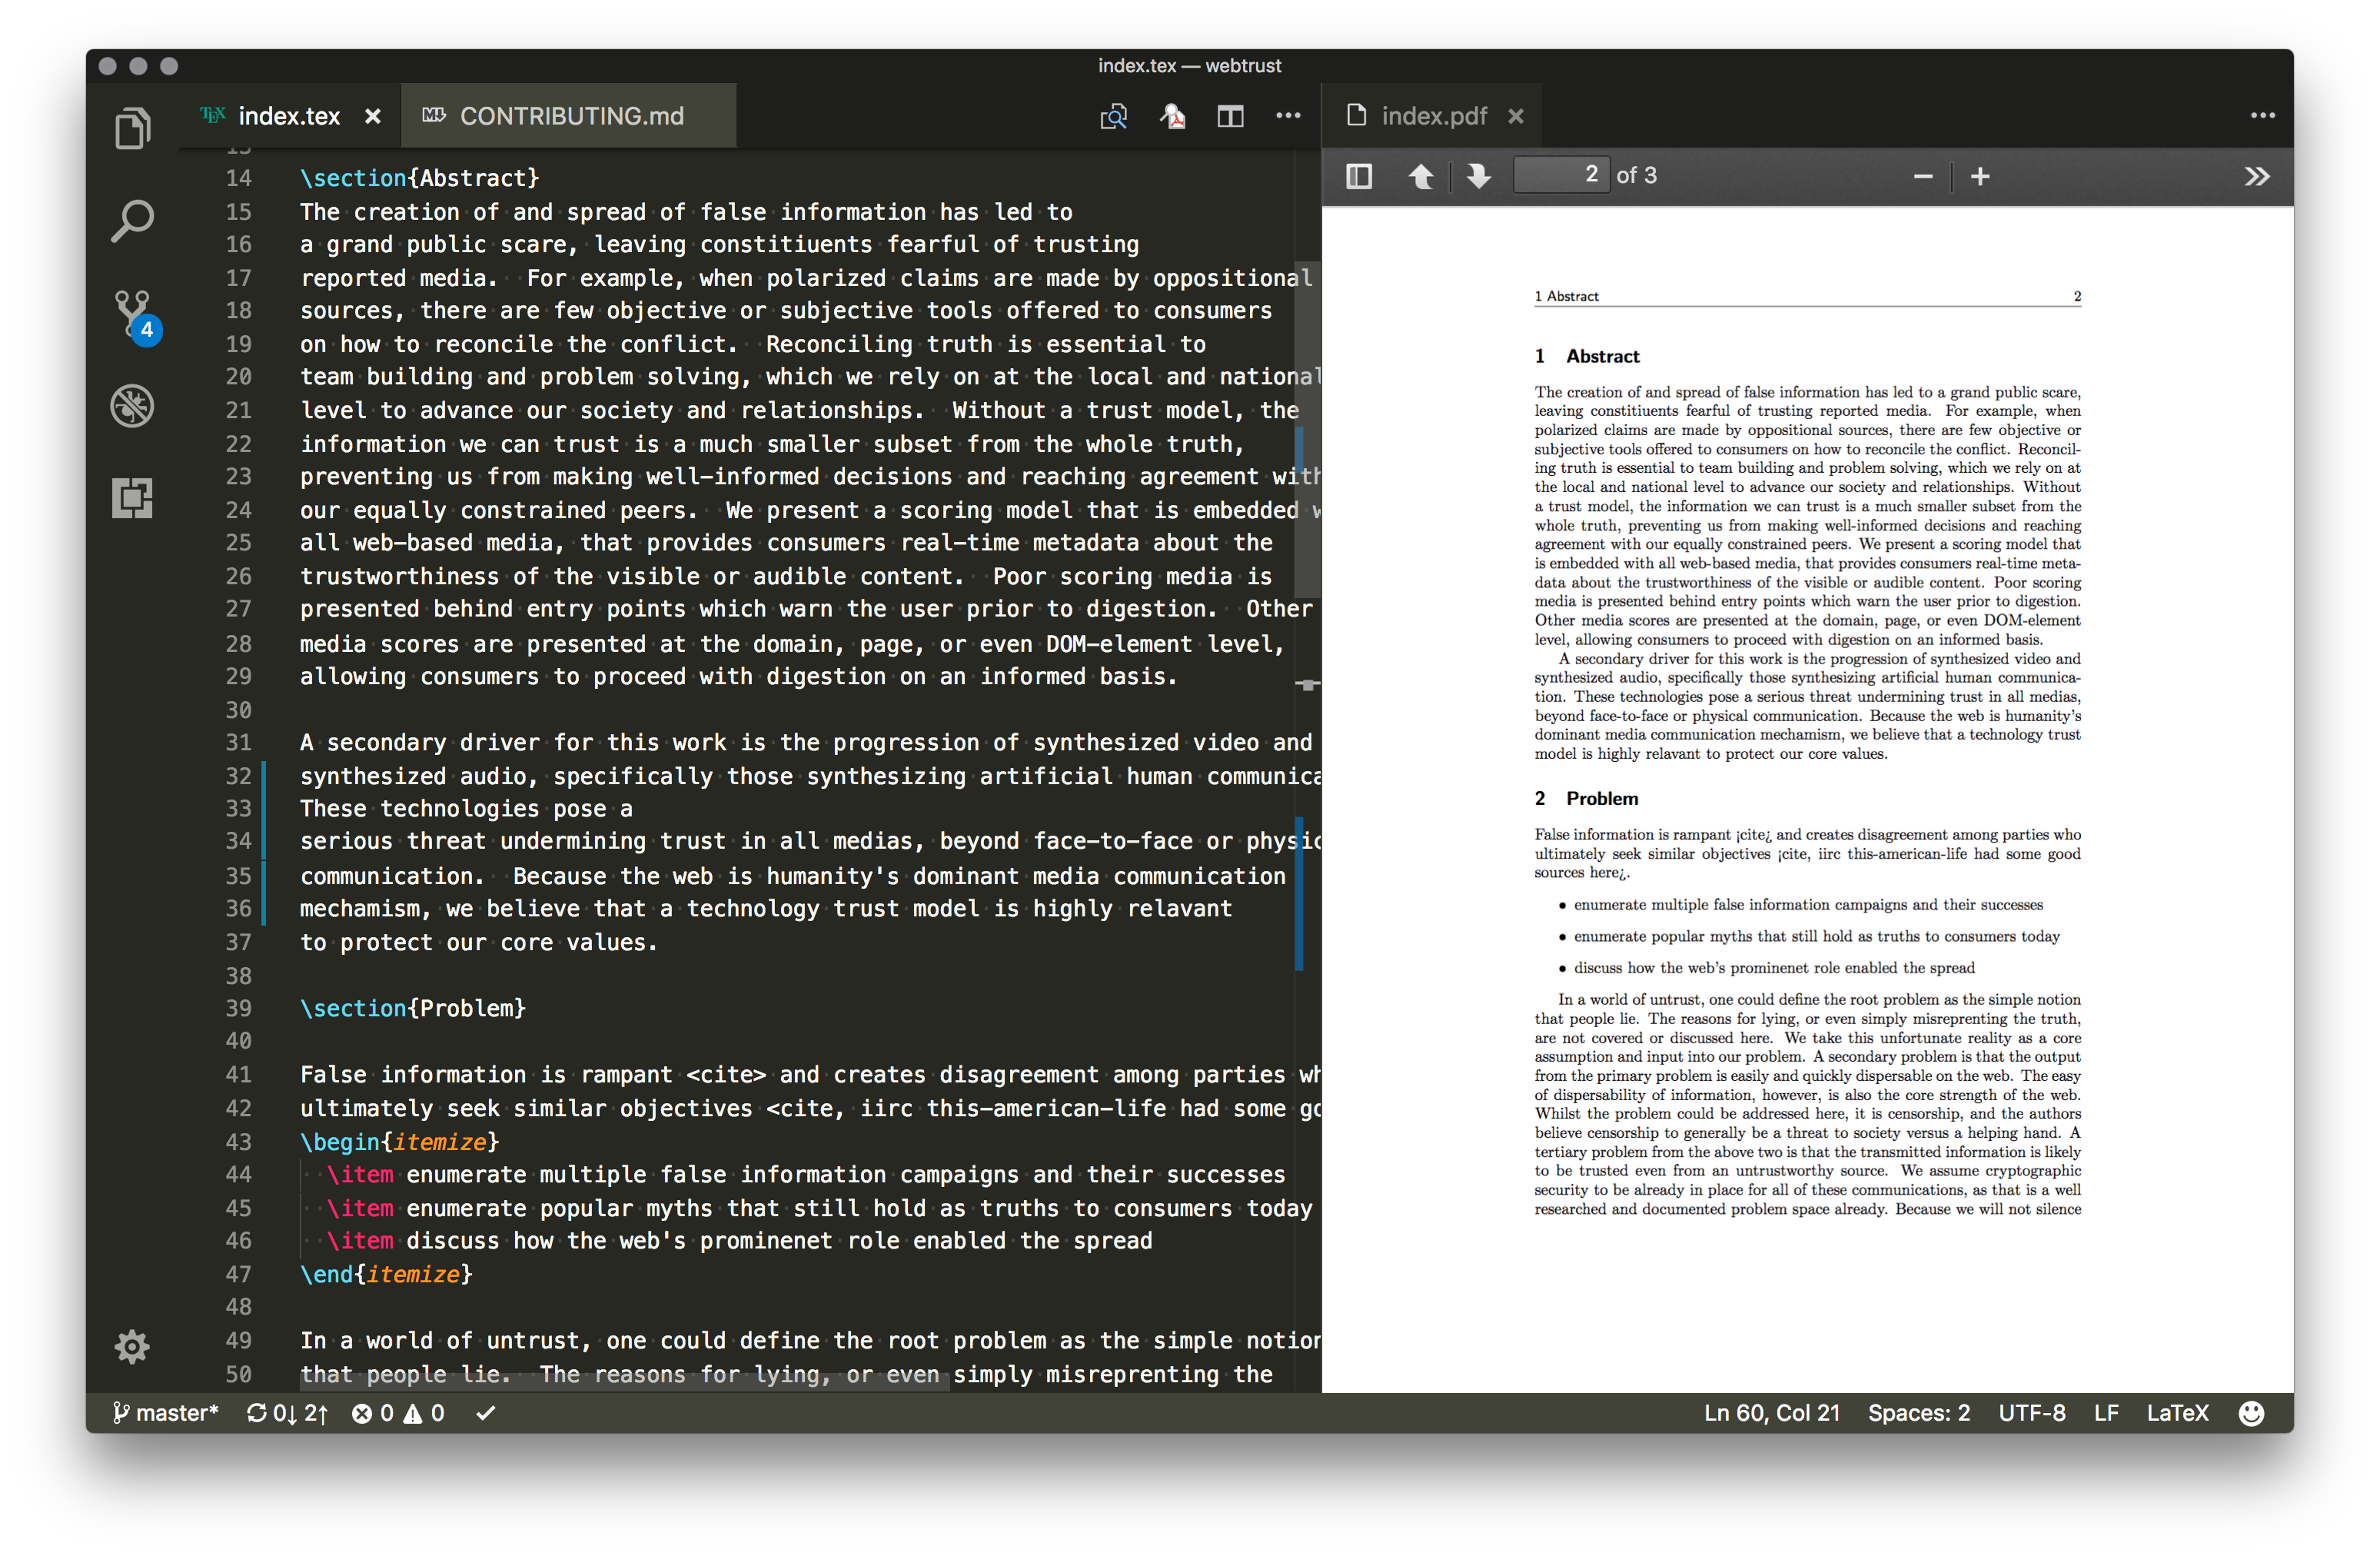 index.tex — webtrust
index.tex
CONTRIBUTING.md
14 \section{Abstract}
15 The creation of and spread of false information has led to
16 a grand public scare, leaving constitiuents fearful of trusting
17 reported media.  For example, when polarized claims are made by oppositional
18 sources, there are few objective or subjective tools offered to consumers
19 on how to reconcile the conflict.  Reconciling truth is essential to
20 team building and problem solving, which we rely on at the local and national
21 level to advance our society and relationships.  Without a trust model, the
22 information we can trust is a much smaller subset from the whole truth,
23 preventing us from making well-informed decisions and reaching agreement with
24 our equally constrained peers.  We present a scoring model that is embedded w
25 all web-based media, that provides consumers real-time metadata about the
26 trustworthiness of the visible or audible content.  Poor scoring media is
27 presented behind entry points which warn the user prior to digestion.  Other
28 media scores are presented at the domain, page, or even DOM-element level,
29 allowing consumers to proceed with digestion on an informed basis.
30
31 A secondary driver for this work is the progression of synthesized video and
32 synthesized audio, specifically those synthesizing artificial human communica
33 These technologies pose a
34 serious threat undermining trust in all medias, beyond face-to-face or physic
35 communication.  Because the web is humanity's dominant media communication
36 mechamism, we believe that a technology trust model is highly relavant
37 to protect our core values.
38
39 \section{Problem}
40
41 False information is rampant <cite> and creates disagreement among parties wh
42 ultimately seek similar objectives <cite, iirc this-american-life had some go
43 \begin{itemize}
44 \item enumerate multiple false information campaigns and their successes
45 \item enumerate popular myths that still hold as truths to consumers today
46 \item discuss how the web's prominenet role enabled the spread
47 \end{itemize}
48
49 In a world of untrust, one could define the root problem as the simple notion
50 that people lie.  The reasons for lying, or even simply misreprenting the
4
index.pdf
2 of 3
1 Abstract 2
1 Abstract
The creation of and spread of false information has led to a grand public scare,
leaving constitiuents fearful of trusting reported media. For example, when
polarized claims are made by oppositional sources, there are few objective or
subjective tools offered to consumers on how to reconcile the conflict. Reconcil-
ing truth is essential to team building and problem solving, which we rely on at
the local and national level to advance our society and relationships. Without
a trust model, the information we can trust is a much smaller subset from the
whole truth, preventing us from making well-informed decisions and reaching
agreement with our equally constrained peers. We present a scoring model that
is embedded with all web-based media, that provides consumers real-time meta-
data about the trustworthiness of the visible or audible content. Poor scoring
media is presented behind entry points which warn the user prior to digestion.
Other media scores are presented at the domain, page, or even DOM-element
level, allowing consumers to proceed with digestion on an informed basis.
A secondary driver for this work is the progression of synthesized video and
synthesized audio, specifically those synthesizing artificial human communica-
tion. These technologies pose a serious threat undermining trust in all medias,
beyond face-to-face or physical communication. Because the web is humanity's
dominant media communication mechamism, we believe that a technology trust
model is highly relavant to protect our core values.
2 Problem
False information is rampant ¡cite¿ and creates disagreement among parties who
ultimately seek similar objectives ¡cite, iirc this-american-life had some good
sources here¿.
• enumerate multiple false information campaigns and their successes
• enumerate popular myths that still hold as truths to consumers today
• discuss how the web's prominenet role enabled the spread
In a world of untrust, one could define the root problem as the simple notion
that people lie. The reasons for lying, or even simply misreprenting the truth,
are not covered or discussed here. We take this unfortunate reality as a core
assumption and input into our problem. A secondary problem is that the output
from the primary problem is easily and quickly dispersable on the web. The easy
of dispersability of information, however, is also the core strength of the web.
Whilst the problem could be addressed here, it is censorship, and the authors
believe censorship to generally be a threat to society versus a helping hand. A
tertiary problem from the above two is that the transmitted information is likely
to be trusted even from an untrustworthy source. We assume cryptographic
security to be already in place for all of these communications, as that is a well
researched and documented problem space already. Because we will not silence
master* 0↓ 2↑ 0 0
Ln 60, Col 21 Spaces: 2 UTF-8 LF LaTeX